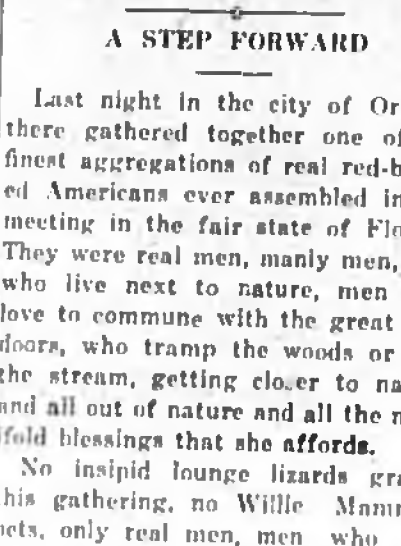 A STEP FORWARD
Last night in the city of Or
there gathered together one of
finest aggregations of real red-b
ed Americans ever assembled in
meeting in the fair state of Flo
They were real men, manly men,
who live next to nature, men
love to commune with the great
doors, who tramp the woods or
the stream, getting closer to na
and all out of nature and all the m
ifold blessings that she affords.
No insipid lounge lizards gra
his gathering, no Willie Mamm
nets, only real men, men who